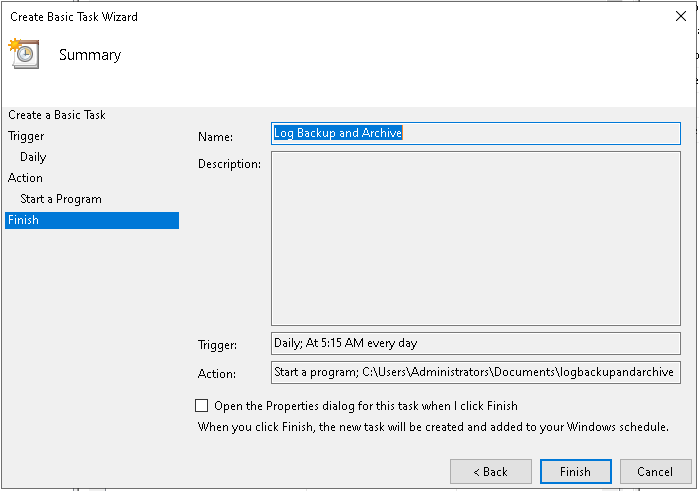 Create Basic Task Wizard
Summary
Create a Basic Task
Trigger
Daily
Action
Start a Program
Finish
Name:
Log Backup and Archive
Description:
Trigger:
Daily; At 5:15 AM every day
Action:
Start a program; C:\Users\Administrators\Documents\logbackupandarchive
Open the Properties dialog for this task when I click Finish
When you click Finish, the new task will be created and added to your Windows schedule.
< Back
Finish
Cancel